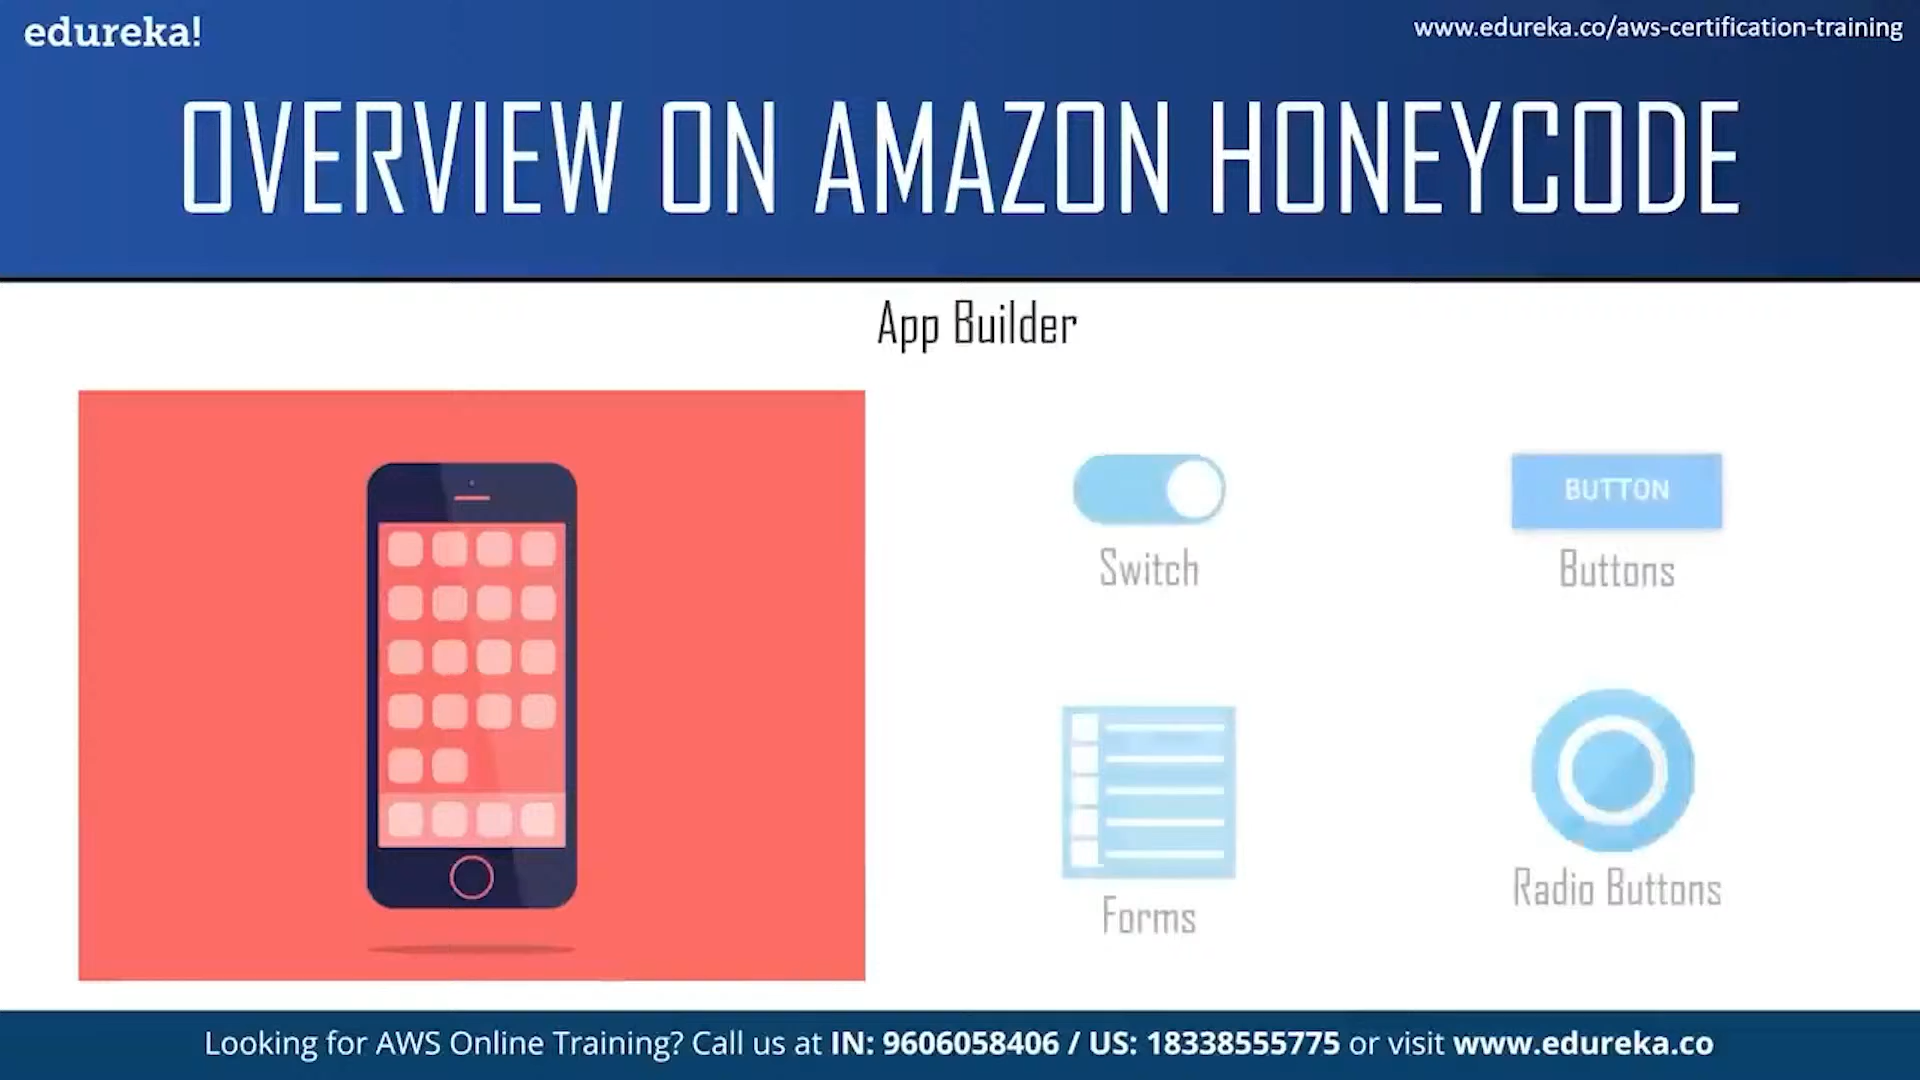 edureka!
www.edureka.co/aws-certification-training
OVERVIEW ON AMAZON HONEYCODE
App Builder
Switch
BUTTON
Buttons
Forms
Radio Buttons
Looking for AWS Online Training? Call us at IN: 9606058406 / US: 18338555775 or visit www.edureka.co